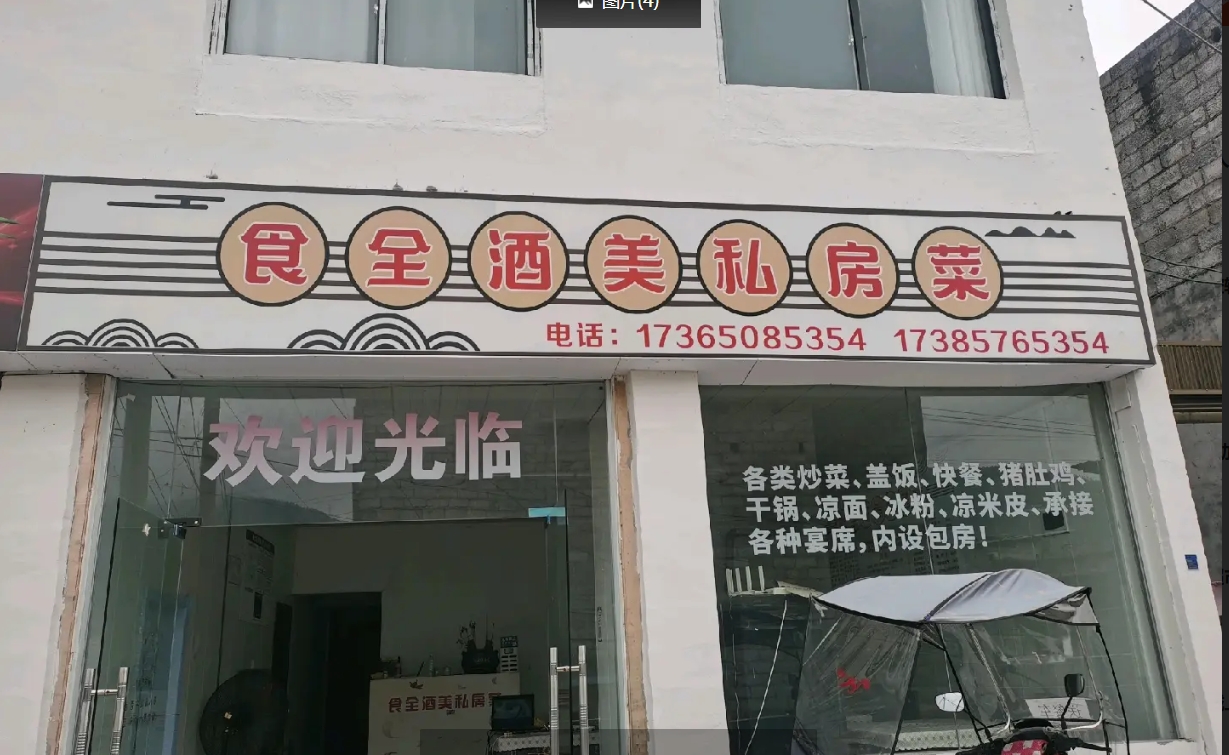 图片(4)
食全酒美私房菜
电话：17365085354 17385765354
欢迎光临
各类炒菜、盖饭、快餐、猪肚鸡、
干锅、凉面、冰粉、凉米皮、承接
各种宴席，内设包房！
食全酒美私房